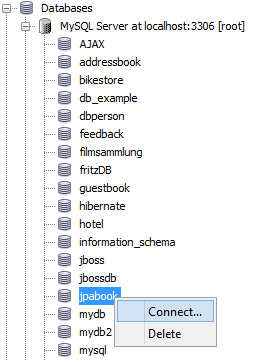 Databases
MySQL Server at localhost:3306 [root]
AJAX
addressbook
bikestore
db_example
dbperson
feedback
filmsammlung
fritzDB
guestbook
hibernate
hotel
information_schema
jboss
jbossdb
jpabook
Connect...
mydb
mydb2
Delete
mysql